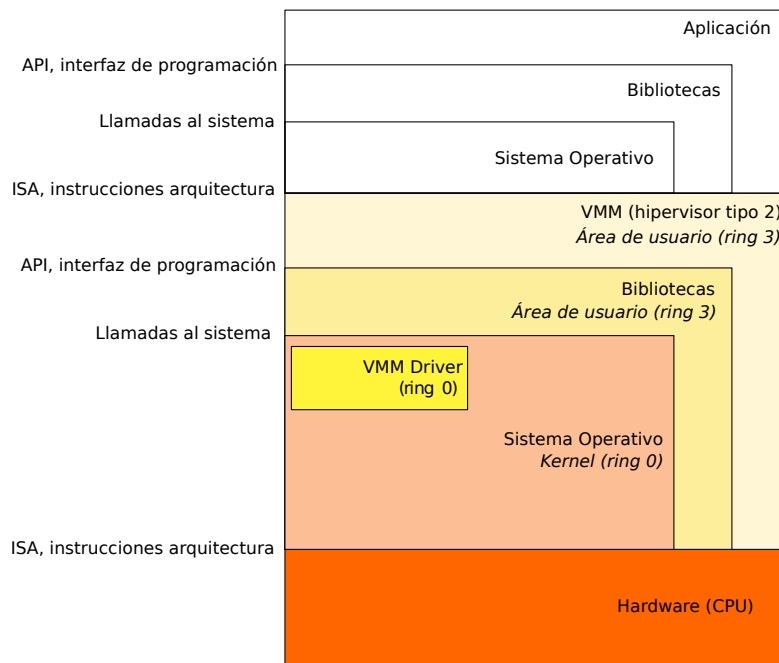 Aplicación
API, interfaz de programación
Bibliotecas
Llamadas al sistema
Sistema Operativo
ISA, instrucciones arquitectura
VMM (hipervisor tipo 2)
Área de usuario (ring 3)
API, interfaz de programación
Bibliotecas
Área de usuario (ring 3)
Llamadas al sistema
VMM Driver
(ring 0)
Sistema Operativo
Kernel (ring 0)
ISA, instrucciones arquitectura
Hardware (CPU)